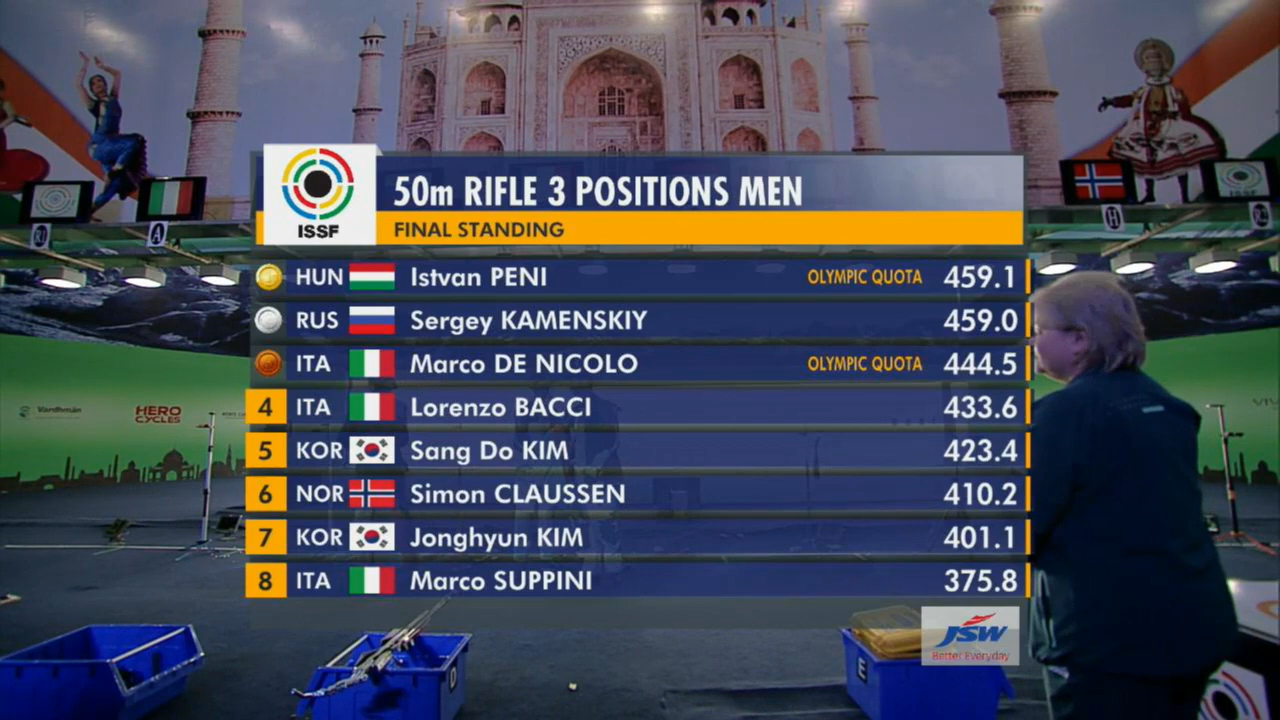 ISSF
50m RIFLE 3 POSITIONS MEN
FINAL STANDING
HUN Istvan PENI OLYMPIC QUOTA 459.1
RUS Sergey KAMENSKIY 459.0
ITA Marco DE NICOLO OLYMPIC QUOTA 444.5
4 ITA Lorenzo BACCI 433.6
5 KOR Sang Do KIM 423.4
6 NOR Simon CLAUSSEN 410.2
7 KOR Jonghyun KIM 401.1
8 ITA Marco SUPPINI 375.8
JSW
Better Everyday
R1
A
H
Vardhman
HERO
CYCLES
D
E